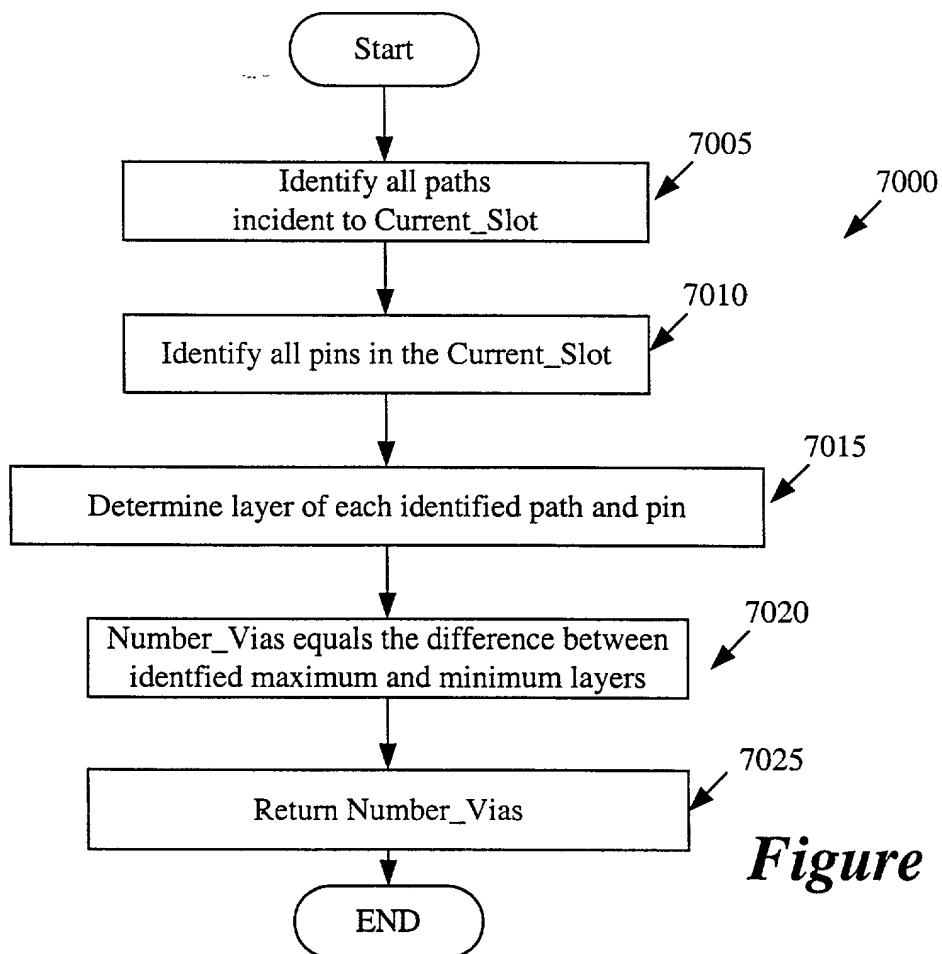 Start
7005
Identify all paths
incident to Current_Slot
7000
7010
Identify all pins in the Current_Slot
7015
Determine layer of each identified path and pin
7020
Number_Vias equals the difference between
identfied maximum and minimum layers
7025
Return Number_Vias
Figure
END